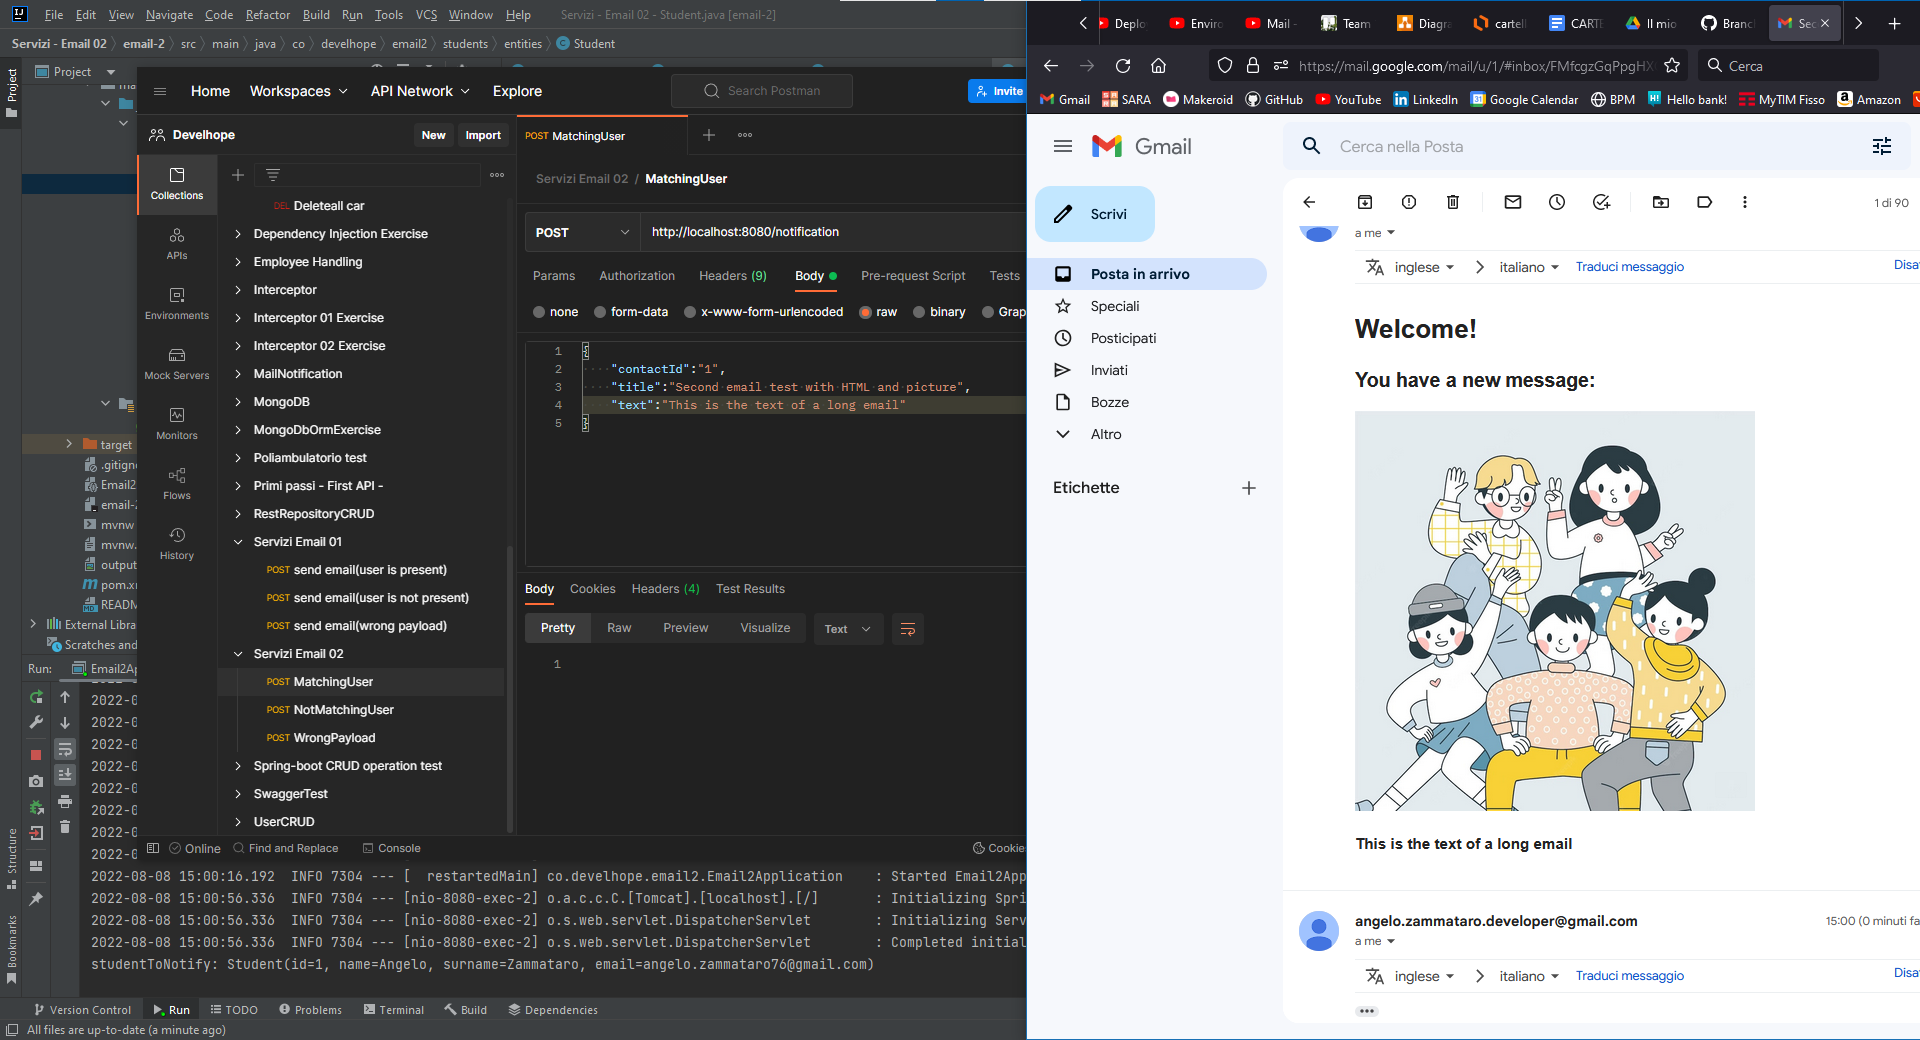 File Edit View Navigate Code Refactor Build Run Tools VCS Window Help Servizi - Email 02 - Student.java [email-2]
Servizi - Email 02 email-2 src main java co develhope email2 students entities Student
Project
Project
target
Email2
mvnw
mvnw.
output
External Libra
Scratches and
Run:
2022-0
2022-0
2022-0
2022-0
2022-0
2022-0
2022-0
2022-0
Structure
Bookmarks
Home Workspaces API Network Explore Search Postman Invite
Develhope New Import
Collections
APIs
Environments
Mock Servers
Monitors
Flows
History
DEL Deleteall car
Dependency Injection Exercise
Employee Handling
Interceptor
Interceptor 01 Exercise
Interceptor 02 Exercise
MailNotification
MongoDB
MongoDbOrmExercise
Poliambulatorio test
Primi passi - First API -
RestRepositoryCRUD
Servizi Email 01
POST send email(user is present)
POST send email(user is not present)
POST send email(wrong payload)
Servizi Email 02
POST MatchingUser
POST NotMatchingUser
POST WrongPayload
Spring-boot CRUD operation test
SwaggerTest
UserCRUD
POST MatchingUser
Servizi Email 02 / MatchingUser
POST http://localhost:8080/notification
Params Authorization Headers (9) Body Pre-request Script Tests
none form-data x-www-form-urlencoded raw binary Grap
1 {
2 "contactId":"1",
3 "title":"Second email test with HTML and picture",
4 "text":"This is the text of a long email"
5 }
Body Cookies Headers (4) Test Results
Pretty Raw Preview Visualize Text
1
Online Find and Replace Console Cookie
2022-08-08 15:00:16.192 INFO 7304 --- [ restartedMain] co.develhope.email2.Email2Application : Started Email2App
2022-08-08 15:00:56.336 INFO 7304 --- [nio-8080-exec-2] o.a.c.c.C.[Tomcat].[localhost].[/] : Initializing Spri
2022-08-08 15:00:56.336 INFO 7304 --- [nio-8080-exec-2] o.s.web.servlet.DispatcherServlet : Initializing Serv
2022-08-08 15:00:56.336 INFO 7304 --- [nio-8080-exec-2] o.s.web.servlet.DispatcherServlet : Completed initial
studentToNotify: Student(id=1, name=Angelo, surname=Zammataro, email=angelo.zammataro76@gmail.com)
Version Control Run TODO Problems Terminal Build Dependencies
All files are up-to-date (a minute ago)
Deplo Enviro Mail - Team Diagra cartell CARTE Il mio Branc Sec
https://mail.google.com/mail/u/1/#inbox/FMfcgzGqPpgHX Cerca
Gmail SARA Makeroid GitHub YouTube LinkedIn Google Calendar BPM Hello bank! MyTIM Fisso Amazon
Gmail Cerca nella Posta
Scrivi
1 di 90
Posta in arrivo
Speciali
Posticipati
Inviati
Bozze
Altro
Etichette
a me
inglese italiano Traduci messaggio Disa
Welcome!
You have a new message:
This is the text of a long email
angelo.zammataro.developer@gmail.com 15:00 (0 minuti fa
a me
inglese italiano Traduci messaggio Disa